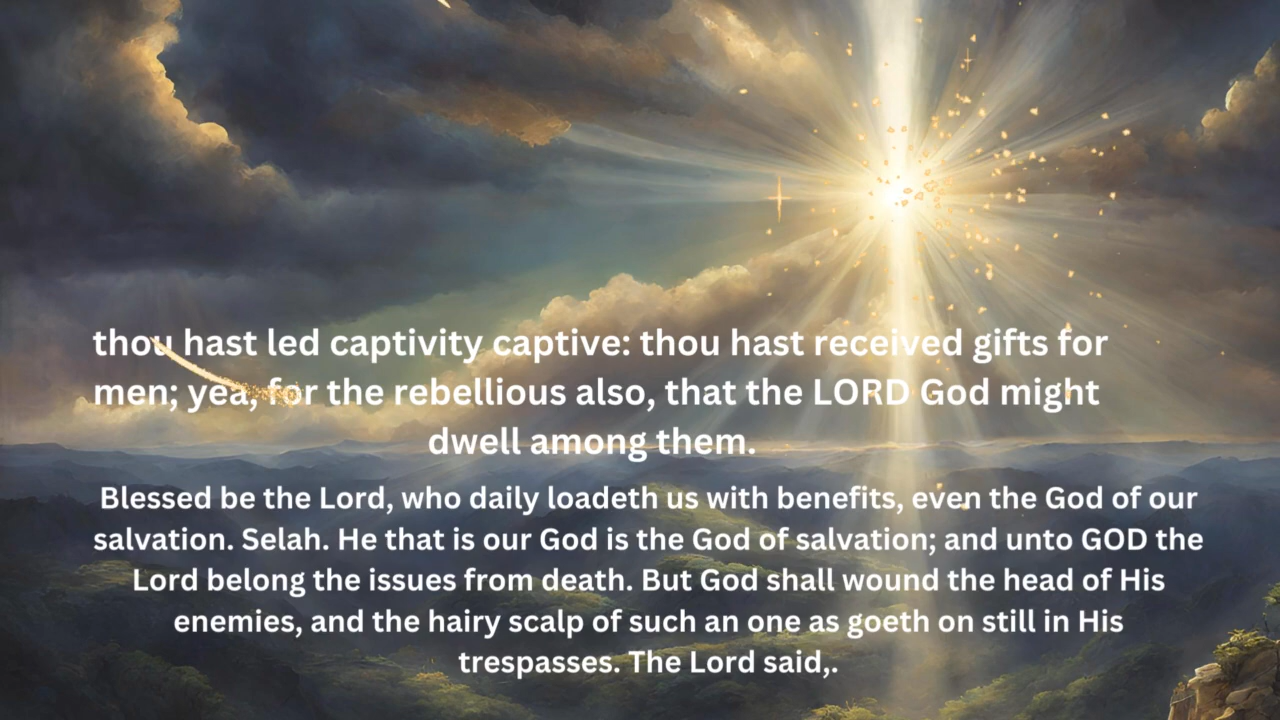 thou hast led captivity captive: thou hast received gifts for
men; yea, for the rebellious also, that the LORD God might
dwell among them.
Blessed be the Lord, who daily loadeth us with benefits, even the God of our
salvation. Selah. He that is our God is the God of salvation; and unto GOD the
Lord belong the issues from death. But God shall wound the head of His
enemies, and the hairy scalp of such an one as goeth on still in His
trespasses. The Lord said,.